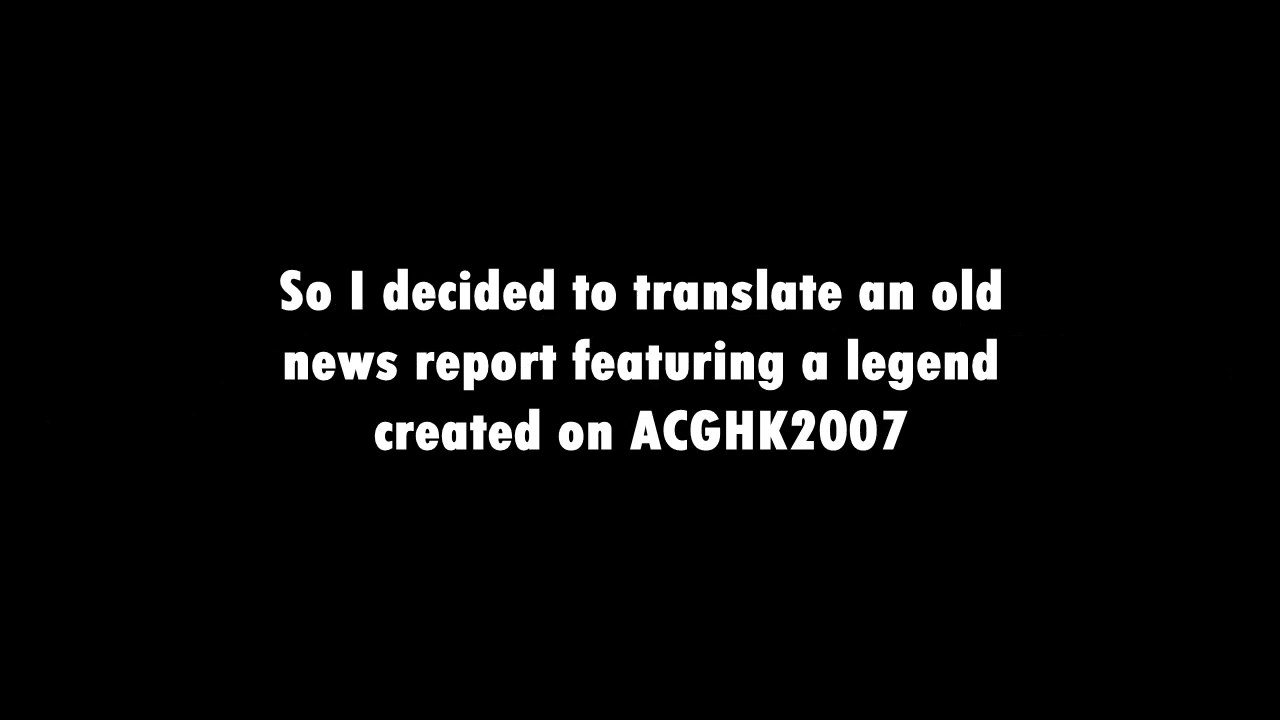 So I decided to translate an old
news report featuring a legend
created on ACGHK2007